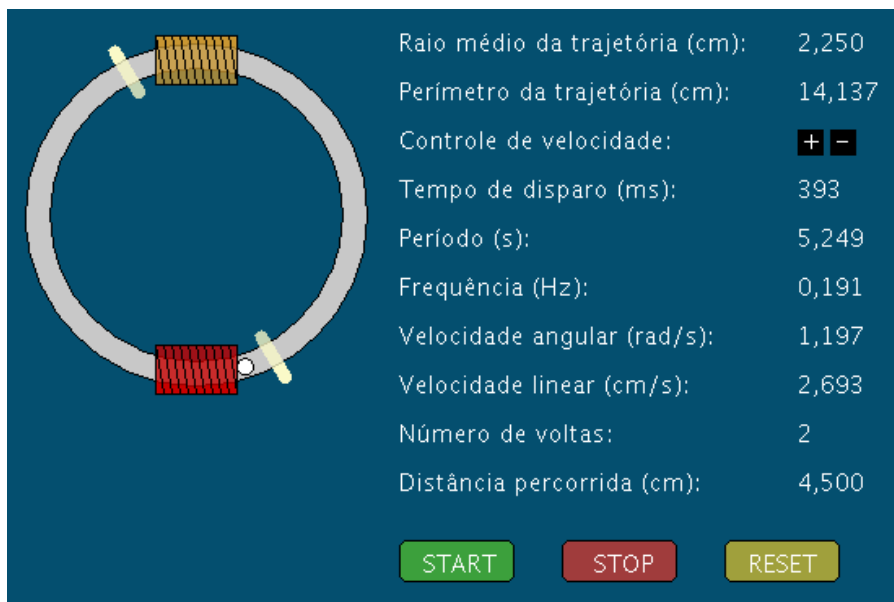 Raio médio da trajetória (cm): 2,250
Perímetro da trajetória (cm): 14,137
Controle de velocidade: + -
Tempo de disparo (ms): 393
Período (s): 5,249
Frequência (Hz): 0,191
Velocidade angular (rad/s): 1,197
Velocidade linear (cm/s): 2,693
Número de voltas: 2
Distância percorrida (cm): 4,500
START STOP RESET